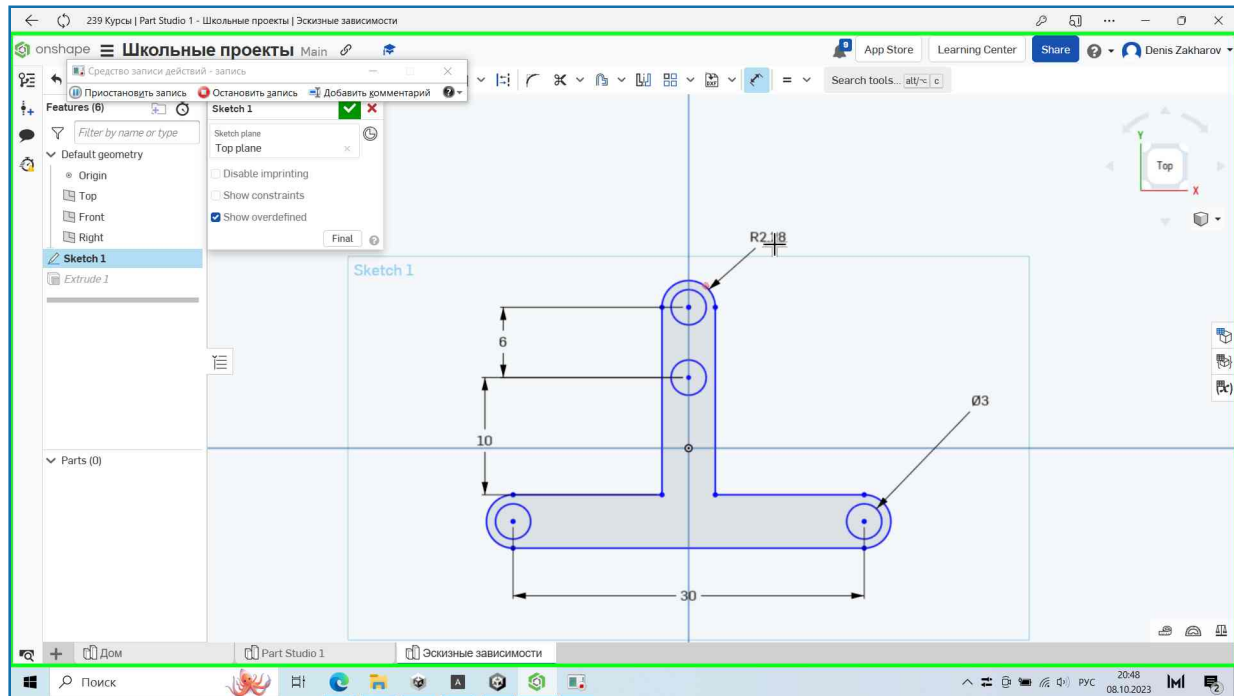 239 Курсы | Part Studio 1 - Школьные проекты | Эскизные зависимости
onshape Школьные проекты Main
9
App Store
Learning Center
Share
Denis Zakharov
Средство записи действий - запись
Приостановить запись Остановить запись Добавить комментарий
Search tools... alt/⌥ c
Features (6)
Filter by name or type
Default geometry
Origin
Top
Front
Right
Sketch 1
Extrude 1
Parts (0)
Sketch 1
Sketch plane
Top plane
Disable imprinting
Show constraints
Show overdefined
Final
Y
Top
X
Sketch 1
6
10
Ø3
30
Дом
Part Studio 1
Эскизные зависимости
Поиск
РУС
20:48
08.10.2023
2